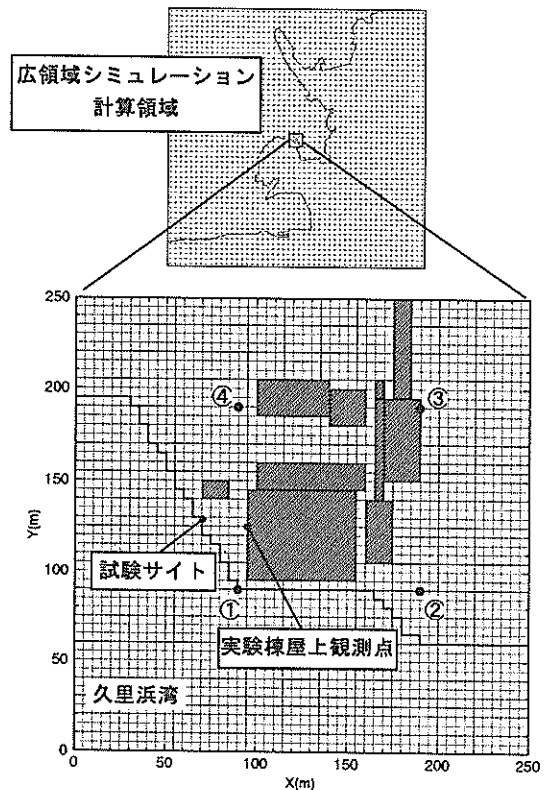 広領域シミュレーション
計算領域
250
200
150
100
50
0
Y(m)
④
③
試験サイト
①
②
実験棟屋上観測点
久里浜湾
0
50
100
150
200
250
X(m)